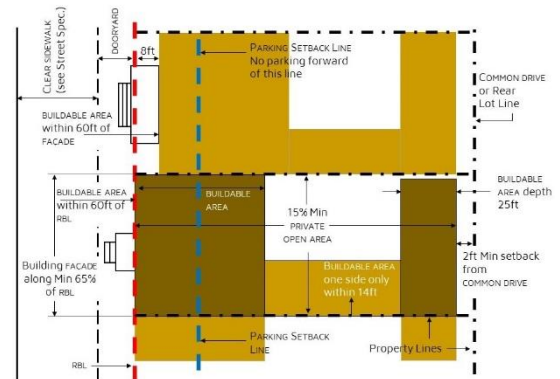 CLEAR SIDEWALK
(see Street Spec.)
DOORYARD
8ft
PARKING SETBACK LINE
No parking forward
of this line
COMMON DRIVE
or Rear
Lot Line
BUILDABLE AREA
within 60ft of
FACADE
BUILDABLE AREA
within 60ft of
RBL
BUILDABLE
AREA
15% Min
PRIVATE
OPEN AREA
BUILDABLE
AREA depth
25ft
Building FACADE
along Min 65%
of RBL
BUILDABLE AREA
one side only
within 14ft
2ft Min setback
from
COMMON DRIVE
PARKING SETBACK
LINE
Property Lines
RBL